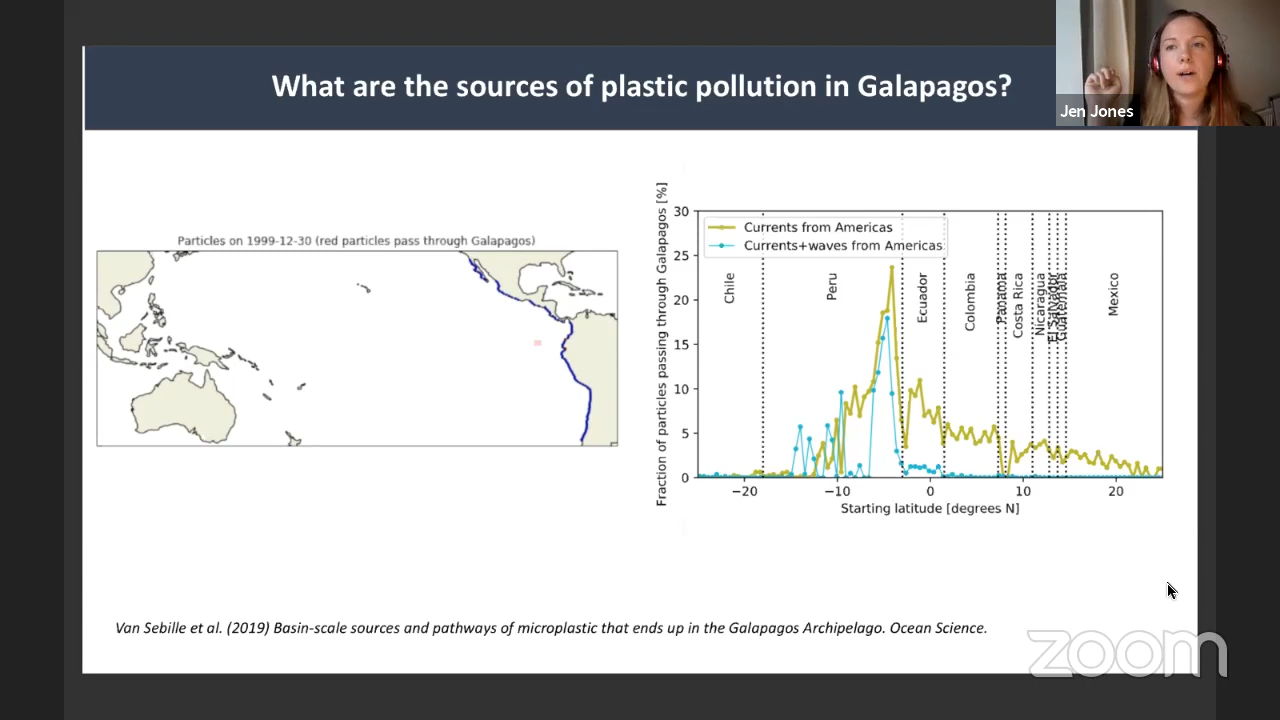 What are the sources of plastic pollution in Galapagos?
Jen Jones
Particles on 1999-12-30 (red particles pass through Galapagos)
Fraction of particles passing through Galapagos [%]
30
25
20
15
10
5
0
Currents from Americas
Currents+waves from Americas
Chile
Peru
Ecuador
Colombia
Panama
Costa Rica
Nicaragua
El Salvador
Guatemala
Mexico
−20
−10
0
10
20
Starting latitude [degrees N]
Van Sebille et al. (2019) Basin-scale sources and pathways of microplastic that ends up in the Galapagos Archipelago. Ocean Science.
zoom